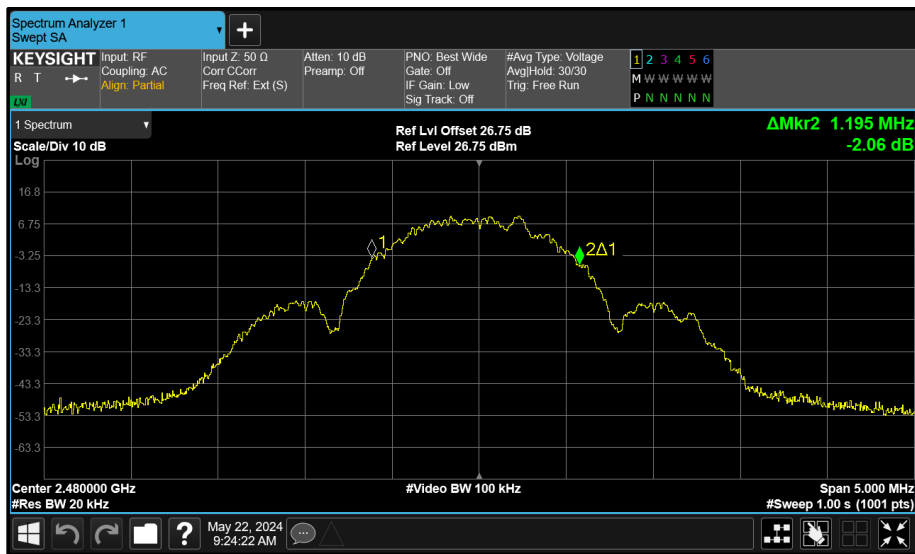 Spectrum Analyzer 1
Swept SA
KEYSIGHT
R T
LXI
Input: RF
Coupling: AC
Align: Partial
Input Z: 50 Ω
Corr CCorr
Freq Ref: Ext (S)
Atten: 10 dB
Preamp: Off
PNO: Best Wide
Gate: Off
IF Gain: Low
Sig Track: Off
#Avg Type: Voltage
Avg|Hold: 30/30
Trig: Free Run
1 2 3 4 5 6
M W W W W W
P N N N N N
1 Spectrum
Scale/Div 10 dB
Ref Lvl Offset 26.75 dB
Ref Level 26.75 dBm
ΔMkr2 1.195 MHz
-2.06 dB
Log
16.8
6.75
-3.25
-13.3
-23.3
-33.3
-43.3
-53.3
-63.3
1
2Δ1
Center 2.480000 GHz
#Video BW 100 kHz
Span 5.000 MHz
#Res BW 20 kHz
#Sweep 1.00 s (1001 pts)
May 22, 2024
9:24:22 AM